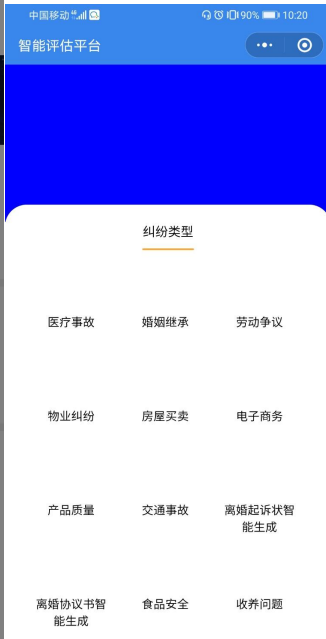 中国移动 4G 90% 10:20
智能评估平台
纠纷类型
医疗事故 婚姻继承 劳动争议
物业纠纷 房屋买卖 电子商务
产品质量 交通事故 离婚起诉状智
能生成
离婚协议书智 食品安全 收养问题
能生成